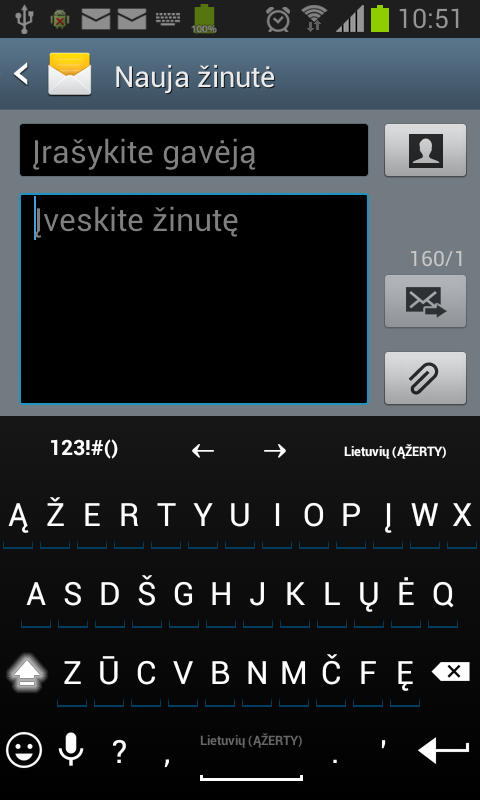 100%
10:51
Nauja žinutė
Įrašykite gavėją
Įveskite žinutę
160/1
123!#() ← → Lietuvių (ĄŽERTY)
Ą Ž E R T Y U I O P Į W X
A S D Š G H J K L Ų Ė Q
Z Ū C V B N M Č F Ę
? , Lietuvių (ĄŽERTY) . '